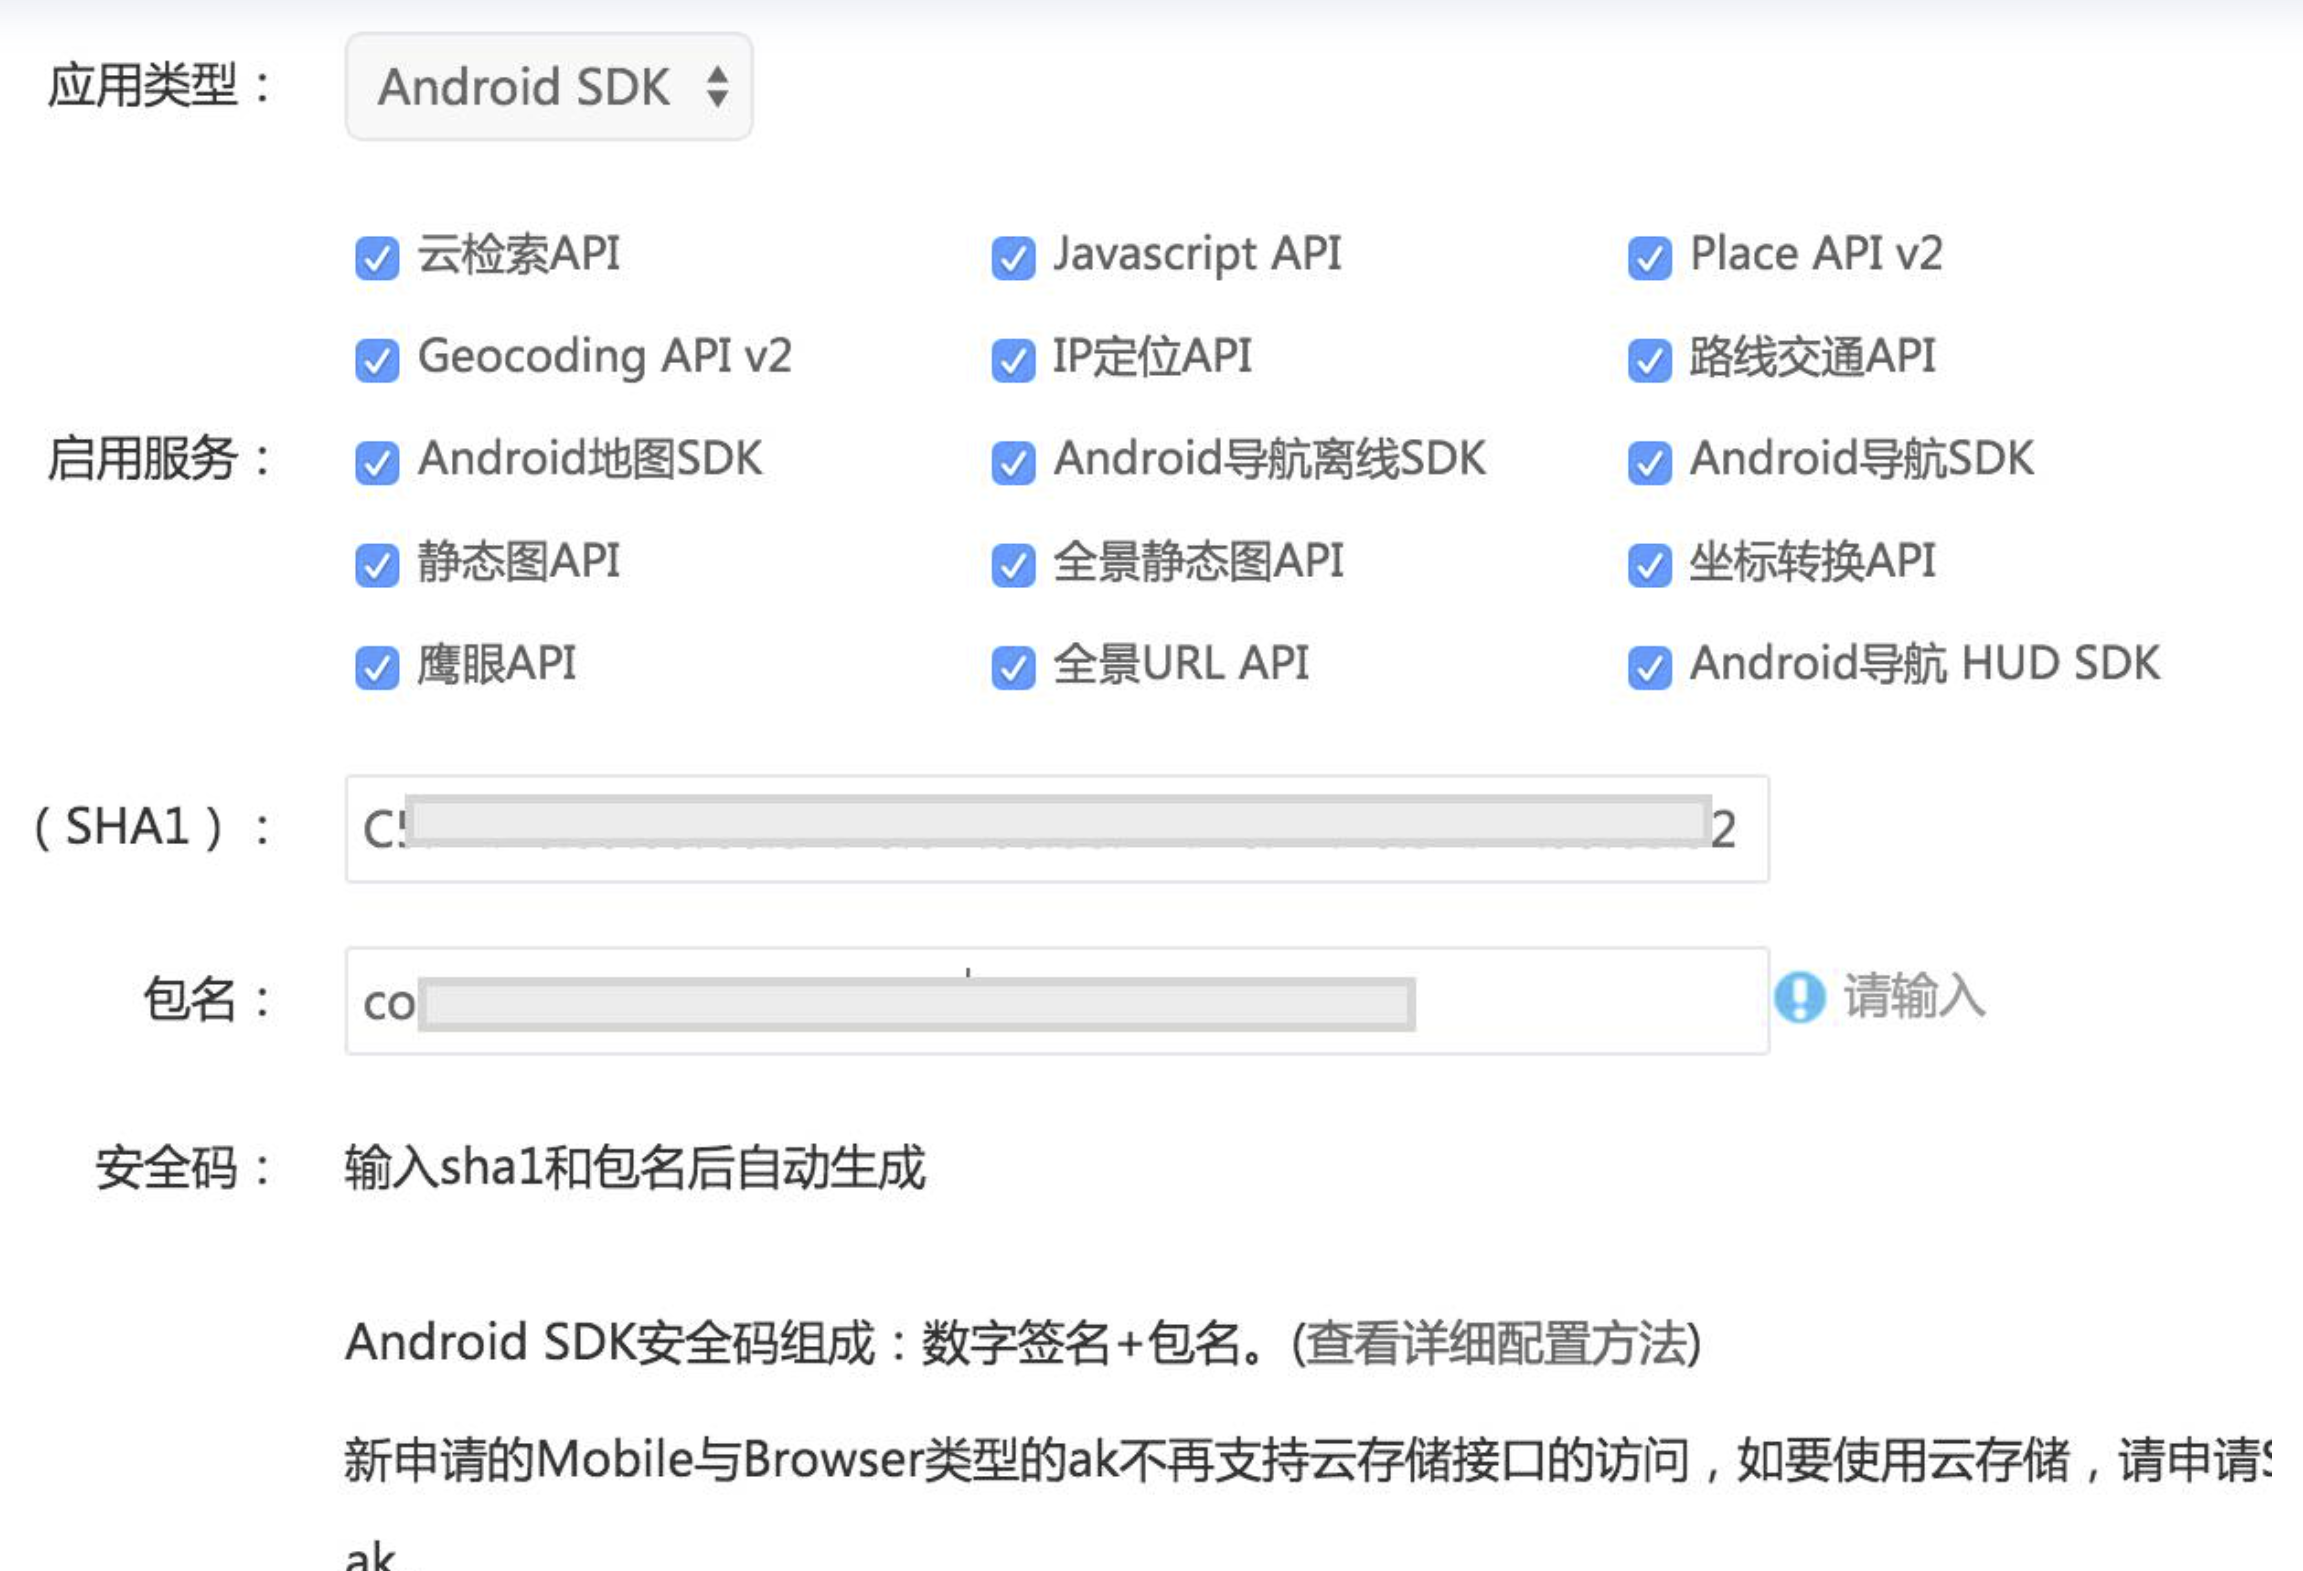 应用类型： Android SDK
云检索API Javascript API Place API v2
Geocoding API v2 IP定位API 路线交通API
启用服务： Android地图SDK Android导航离线SDK Android导航SDK
静态图API 全景静态图API 坐标转换API
鹰眼API 全景URL API Android导航 HUD SDK
（SHA1）： C5 2
包名： co 请输入
安全码： 输入sha1和包名后自动生成
Android SDK安全码组成：数字签名+包名。(查看详细配置方法)
新申请的Mobile与Browser类型的ak不再支持云存储接口的访问，如要使用云存储，请申请S
ak